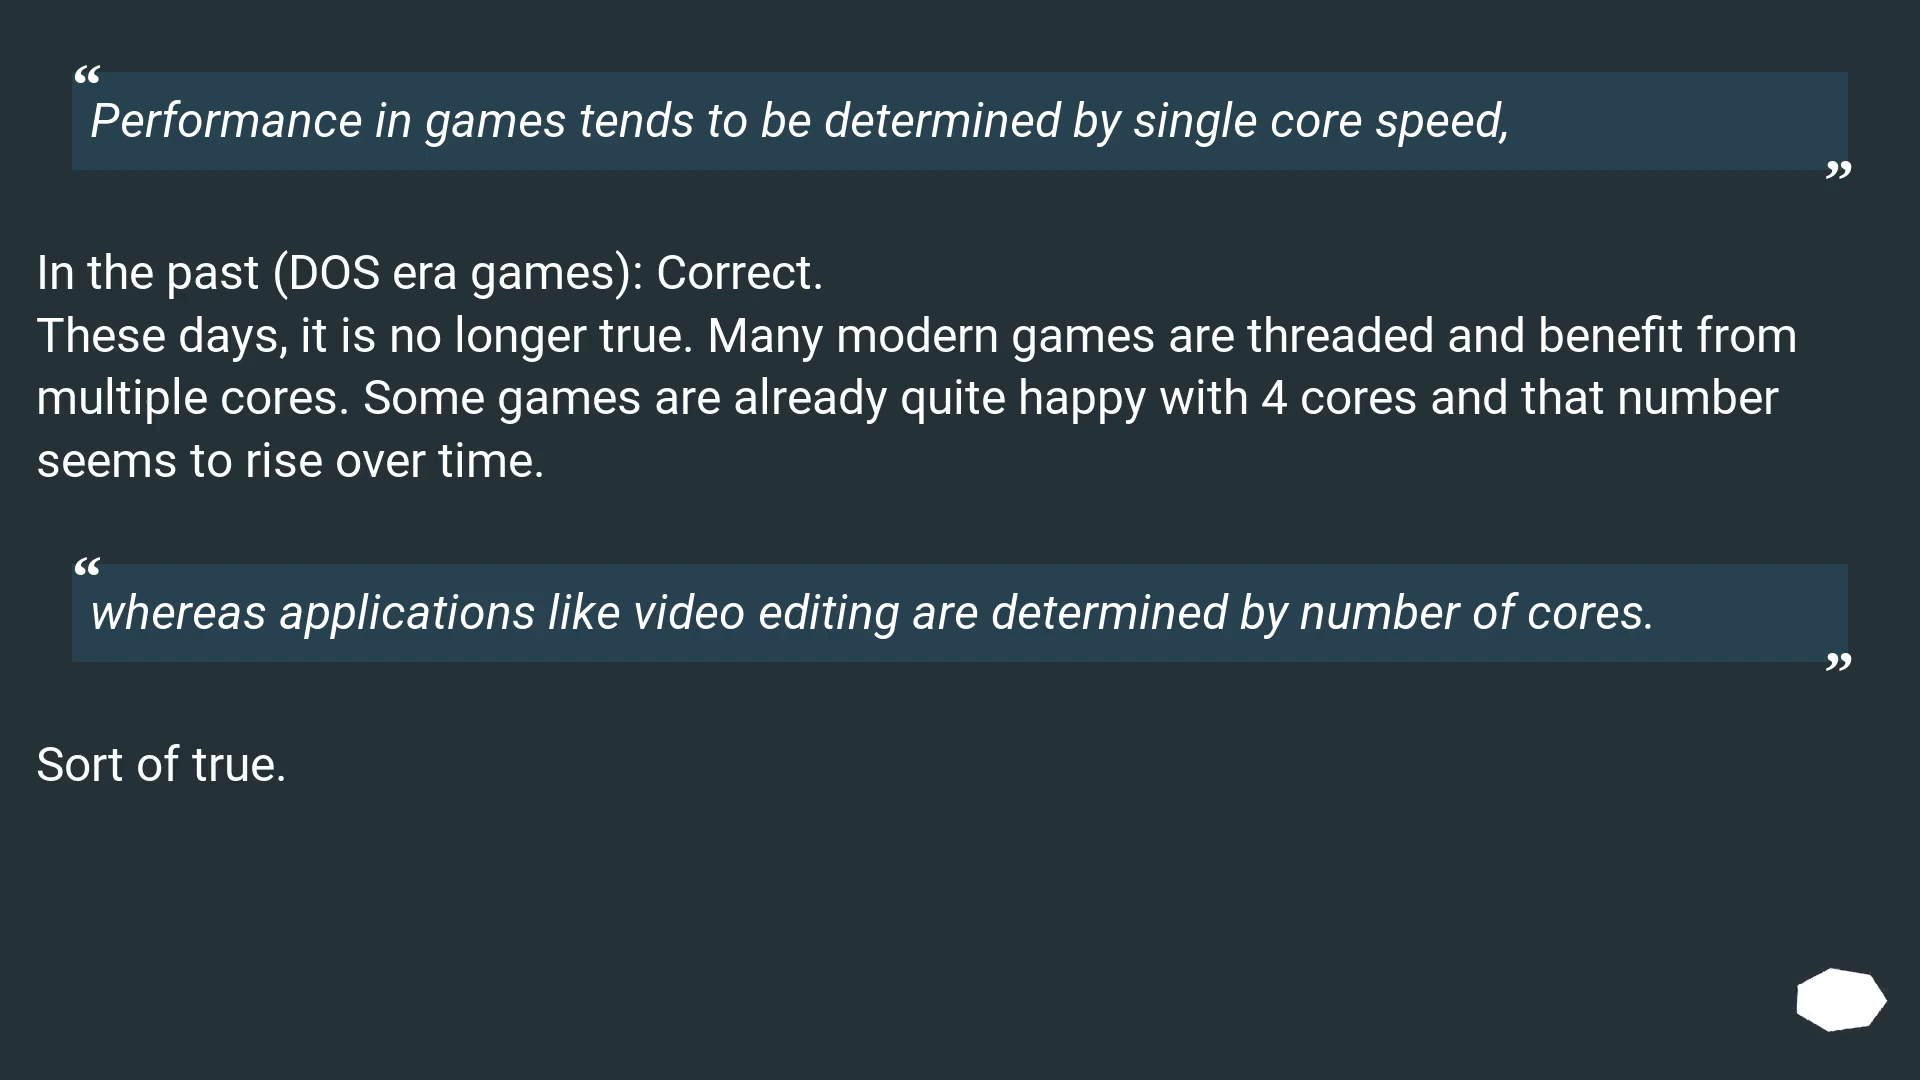 “
Performance in games tends to be determined by single core speed,
”
In the past (DOS era games): Correct.
These days, it is no longer true. Many modern games are threaded and benefit from
multiple cores. Some games are already quite happy with 4 cores and that number
seems to rise over time.
“
whereas applications like video editing are determined by number of cores.
”
Sort of true.